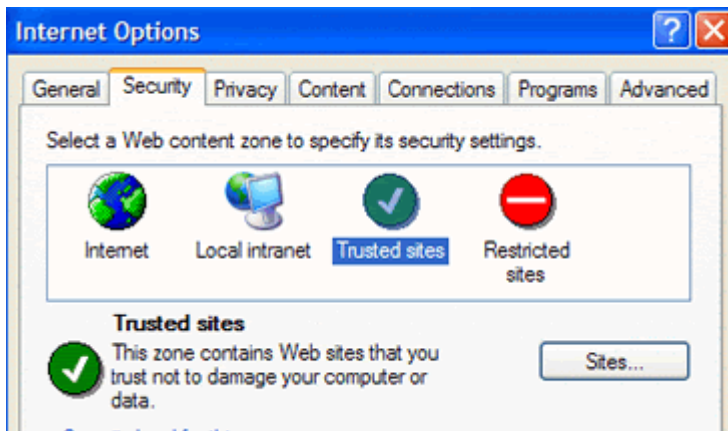 Internet Options
General Security Privacy Content Connections Programs Advanced
Select a Web content zone to specify its security settings.
Internet Local intranet Trusted sites Restricted
sites
Trusted sites
This zone contains Web sites that you
trust not to damage your computer or
data.
Sites...